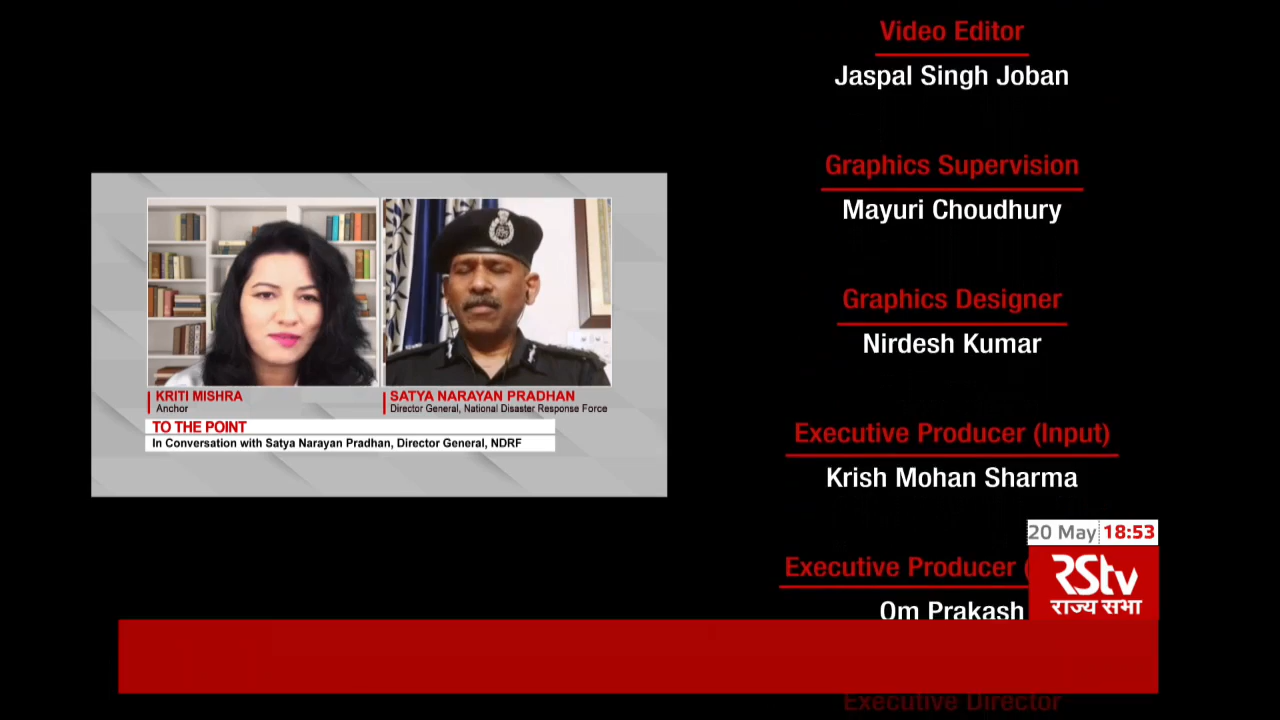 Video Editor
Jaspal Singh Joban
Graphics Supervision
Mayuri Choudhury
Graphics Designer
Nirdesh Kumar
Executive Producer (Input)
Krish Mohan Sharma
Executive Producer (
Om Prakash
Executive Director
KRITI MISHRA
Anchor
SATYA NARAYAN PRADHAN
Director General, National Disaster Response Force
TO THE POINT
In Conversation with Satya Narayan Pradhan, Director General, NDRF
20 May 18:53
RStv
राज्य सभा